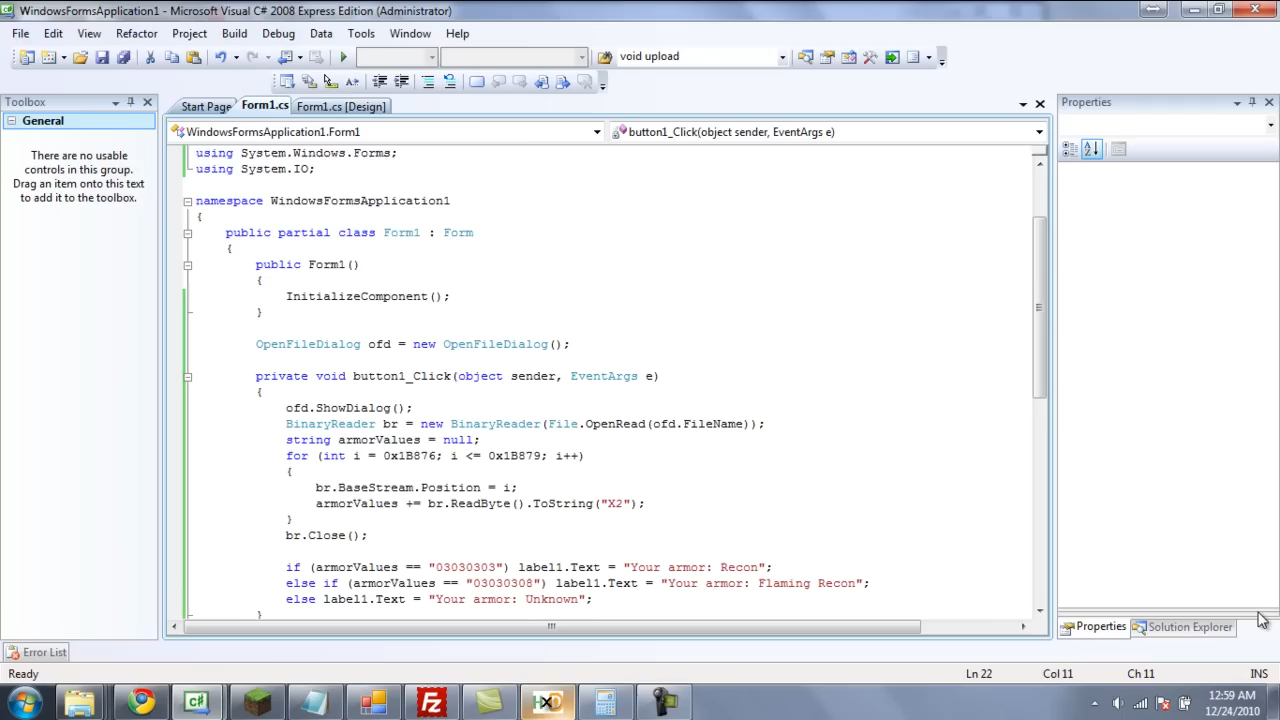 WindowsFormsApplication1 - Microsoft Visual C# 2008 Express Edition (Administrator)
File Edit View Refactor Project Build Debug Data Tools Window Help
void upload
Toolbox
General
There are no usable
controls in this group.
Drag an item onto this text
to add it to the toolbox.
Start Page Form1.cs Form1.cs [Design]
WindowsFormsApplication1.Form1 button1_Click(object sender, EventArgs e)
using System.Windows.Forms;
using System.IO;
namespace WindowsFormsApplication1
{
public partial class Form1 : Form
{
public Form1()
{
InitializeComponent();
}
OpenFileDialog ofd = new OpenFileDialog();
private void button1_Click(object sender, EventArgs e)
{
ofd.ShowDialog();
BinaryReader br = new BinaryReader(File.OpenRead(ofd.FileName));
string armorValues = null;
for (int i = 0x1B876; i <= 0x1B879; i++)
{
br.BaseStream.Position = i;
armorValues += br.ReadByte().ToString("X2");
}
br.Close();
if (armorValues == "03030303") label1.Text = "Your armor: Recon";
else if (armorValues == "03030308") label1.Text = "Your armor: Flaming Recon";
else label1.Text = "Your armor: Unknown";
}
Properties
Properties Solution Explorer
Error List
Ready Ln 22 Col 11 Ch 11 INS
12:59 AM
12/24/2010